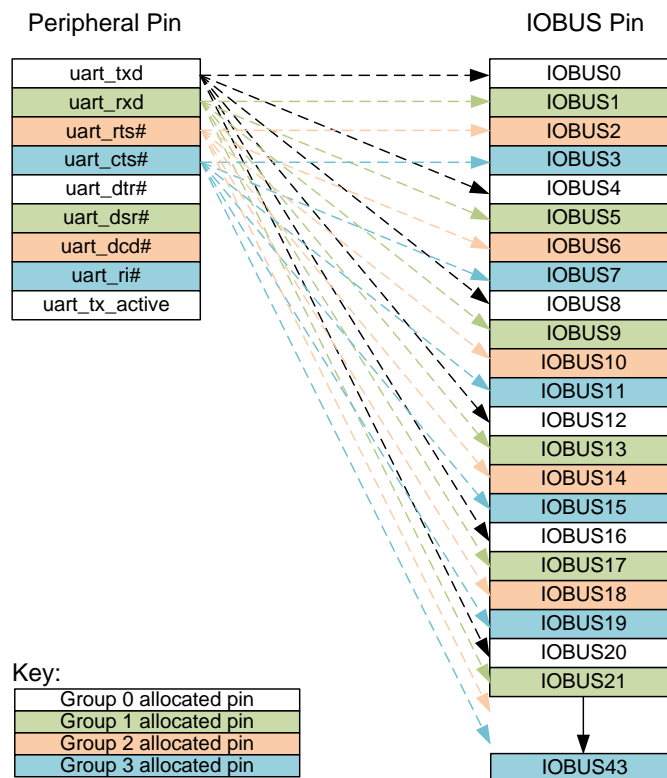 Peripheral Pin
uart_txd
uart_rxd
uart_rts#
uart_cts#
uart_dtr#
uart_dsr#
uart_dcd#
uart_ri#
uart_tx_active
IOBUS Pin
IOBUS0
IOBUS1
IOBUS2
IOBUS3
IOBUS4
IOBUS5
IOBUS6
IOBUS7
IOBUS8
IOBUS9
IOBUS10
IOBUS11
IOBUS12
IOBUS13
IOBUS14
IOBUS15
IOBUS16
IOBUS17
IOBUS18
IOBUS19
IOBUS20
IOBUS21
IOBUS43
Key:
Group 0 allocated pin
Group 1 allocated pin
Group 2 allocated pin
Group 3 allocated pin